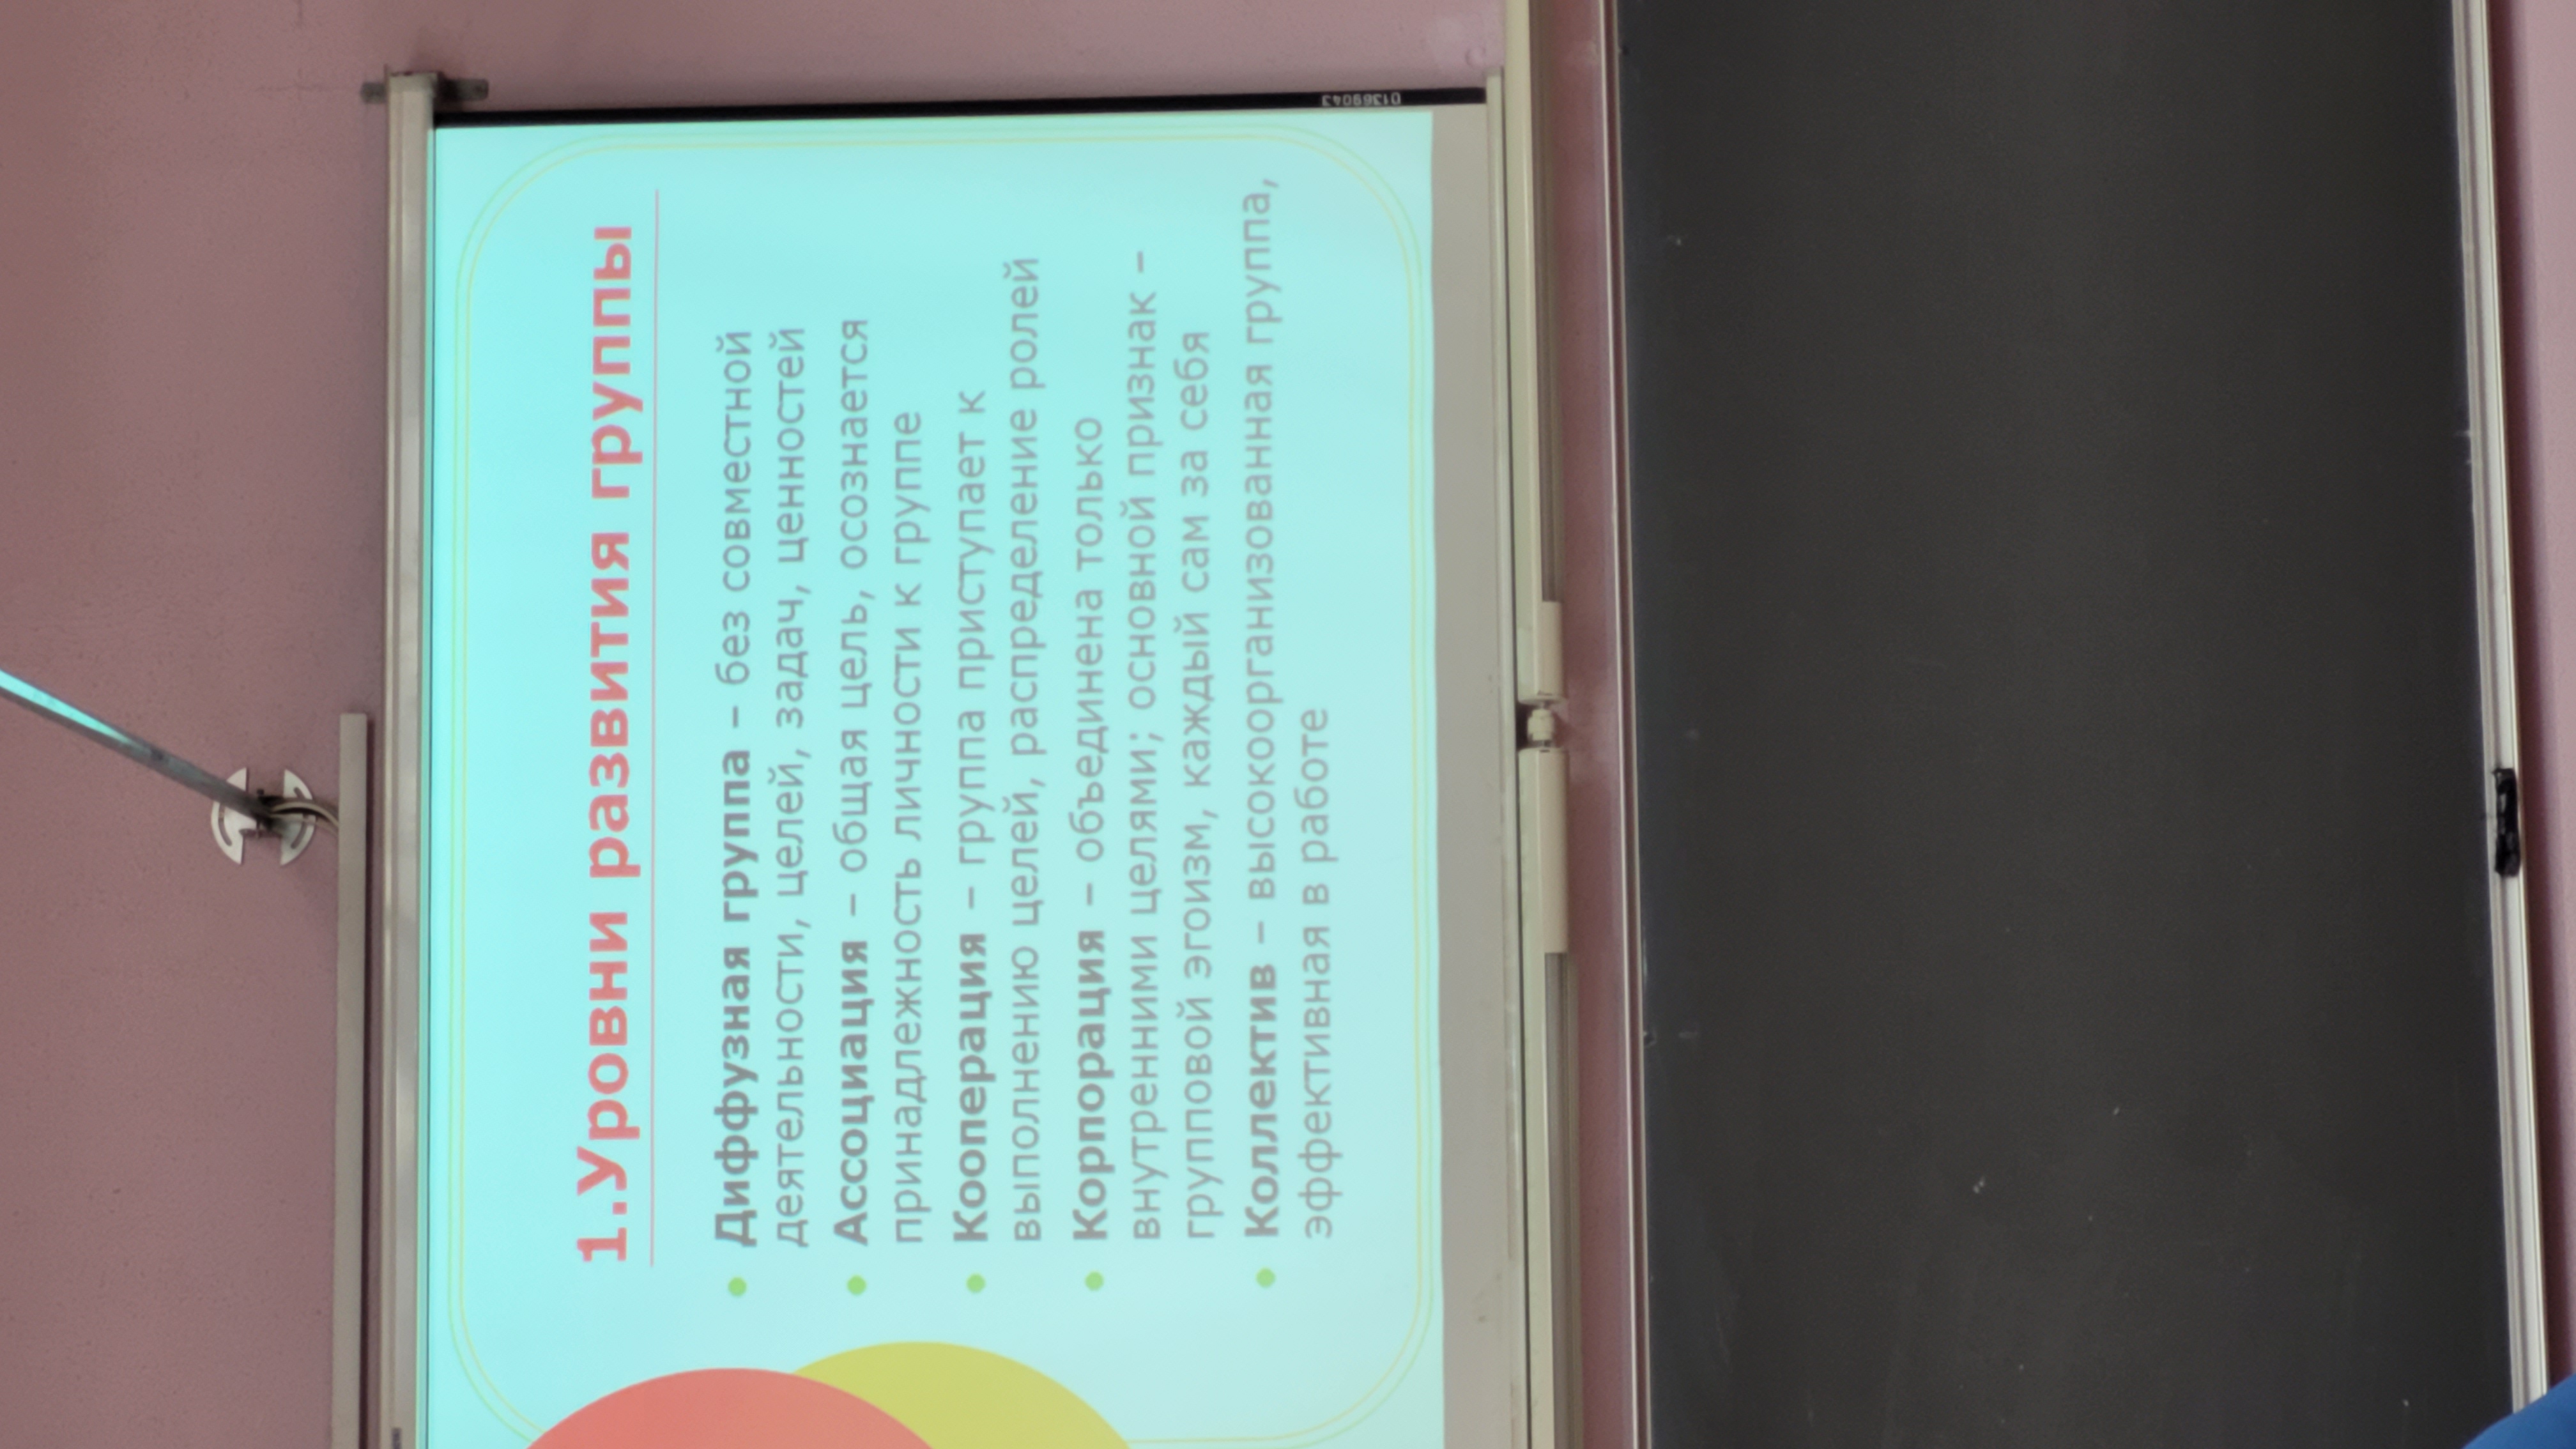 1.Уровни развития группы
Диффузная группа – без совместной
деятельности, целей, задач, ценностей
Ассоциация – общая цель, осознается
принадлежность личности к группе
Кооперация – группа приступает к
выполнению целей, распределение ролей
Корпорация – объединена только
внутренними целями; основной признак –
групповой эгоизм, каждый сам за себя
Коллектив – высокоорганизованная группа,
эффективная в работе
01369043